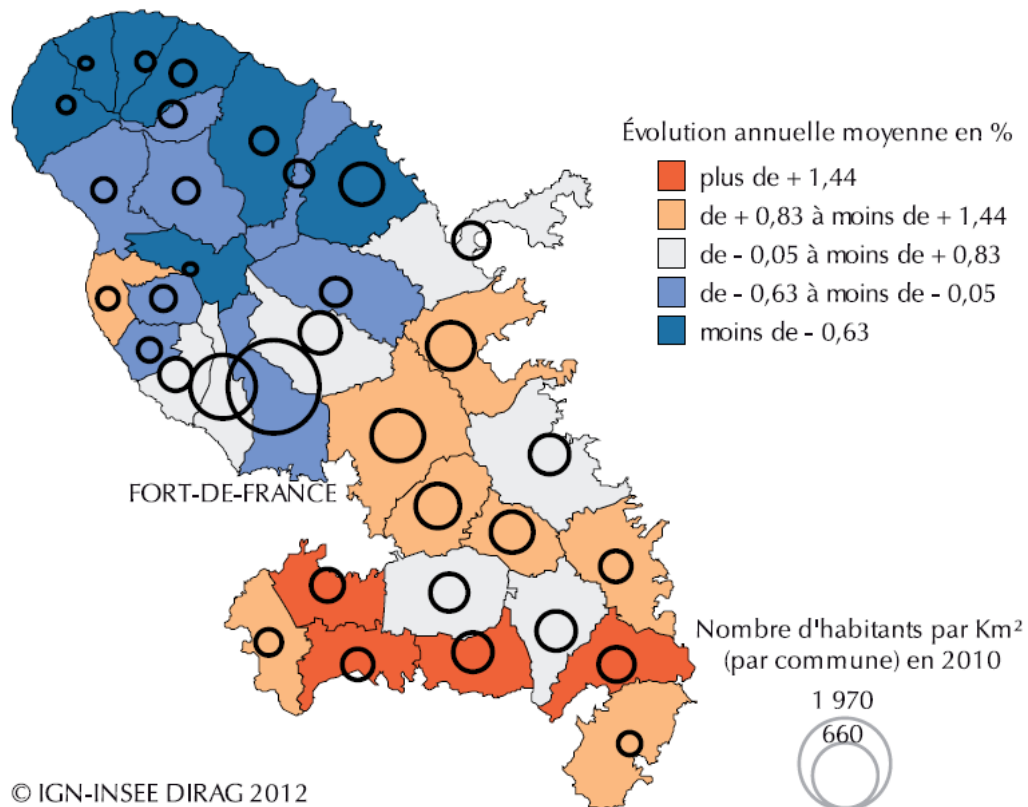 Évolution annuelle moyenne en %
plus de + 1,44
de + 0,83 à moins de + 1,44
de - 0,05 à moins de + 0,83
de - 0,63 à moins de - 0,05
moins de - 0,63
FORT-DE-FRANCE
Nombre d'habitants par Km²
(par commune) en 2010
1 970
660
© IGN-INSEE DIRAG 2012